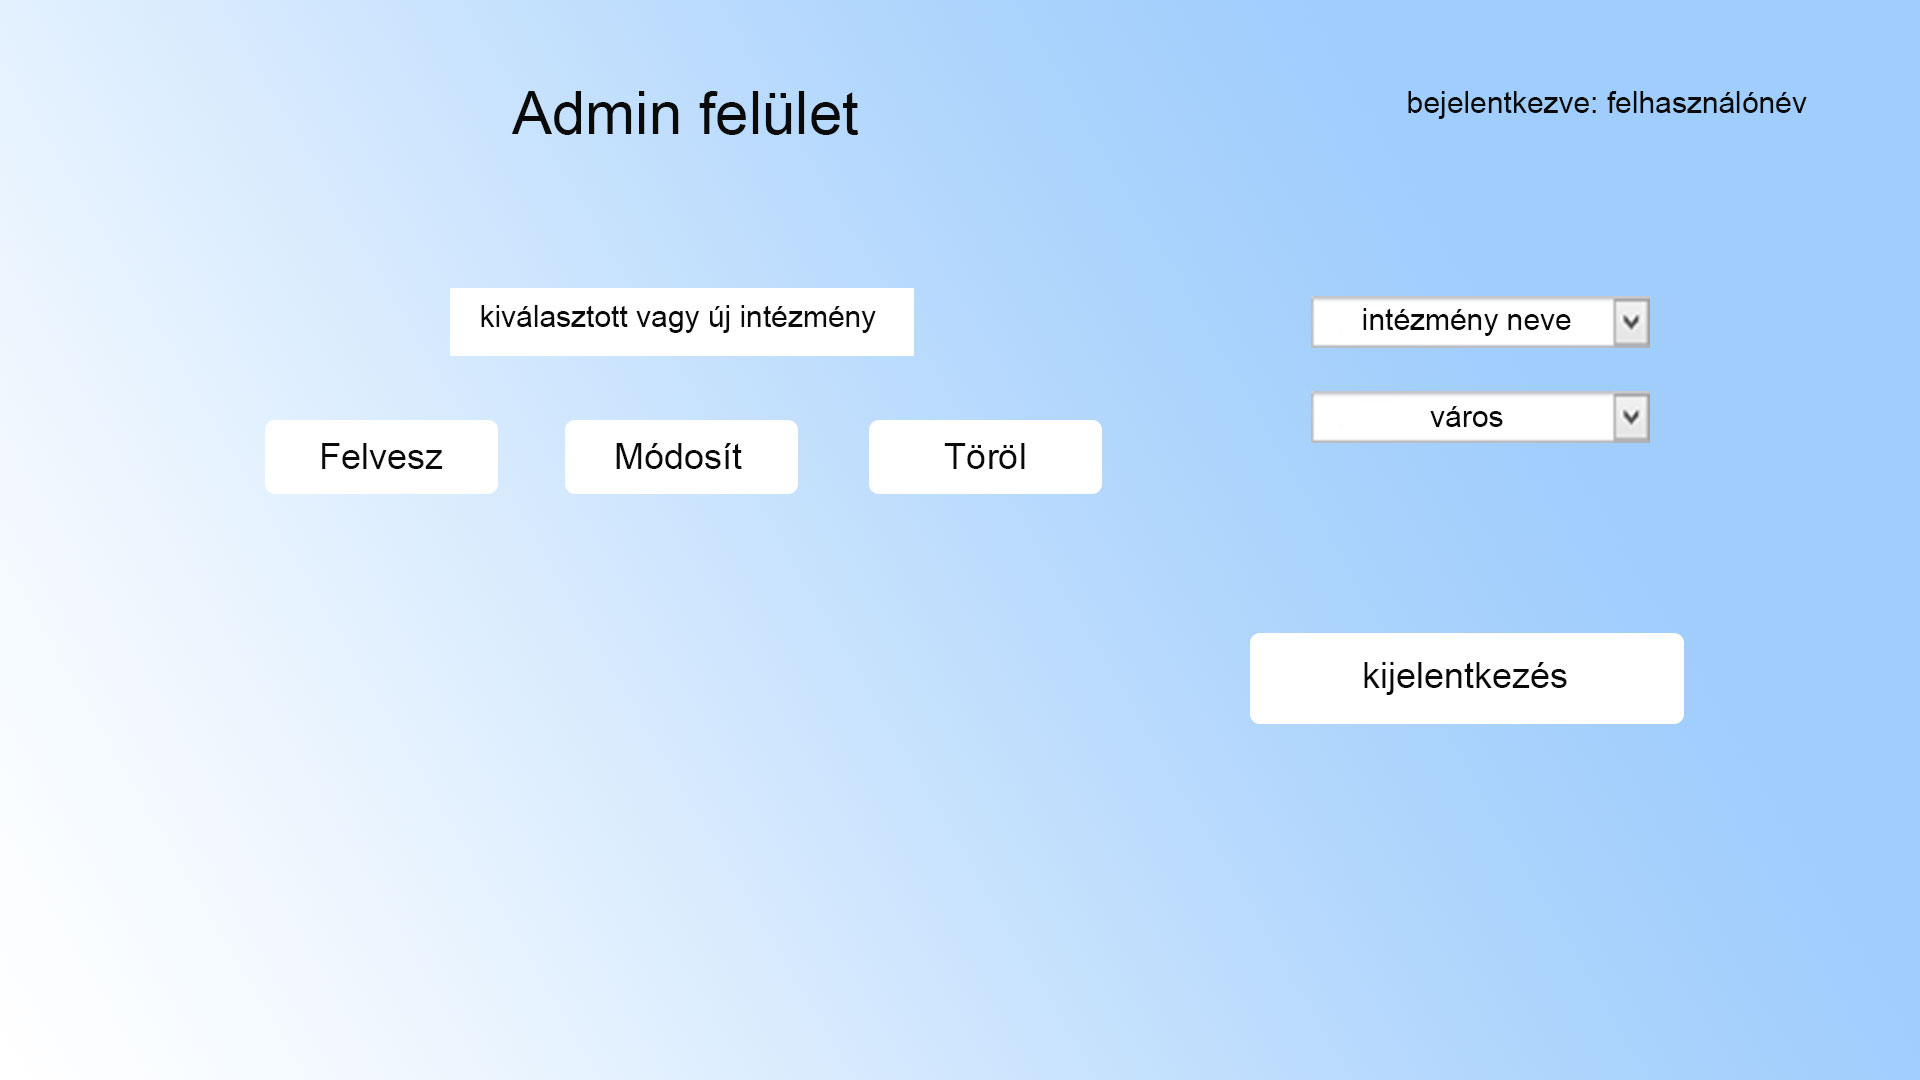 Admin felület
bejelentkezve: felhasználónév
kiválasztott vagy új intézmény
intézmény neve
város
Felvesz
Módosít
Töröl
kijelentkezés